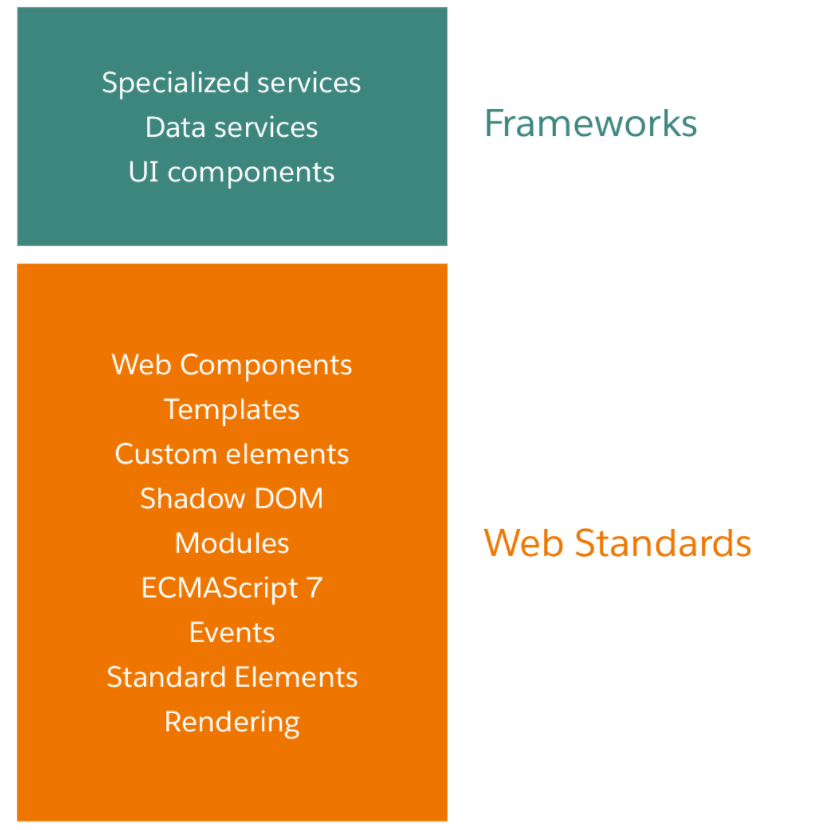 Specialized services
Data services
UI components
Frameworks
Web Components
Templates
Custom elements
Shadow DOM
Modules
ECMAScript 7
Events
Standard Elements
Rendering
Web Standards